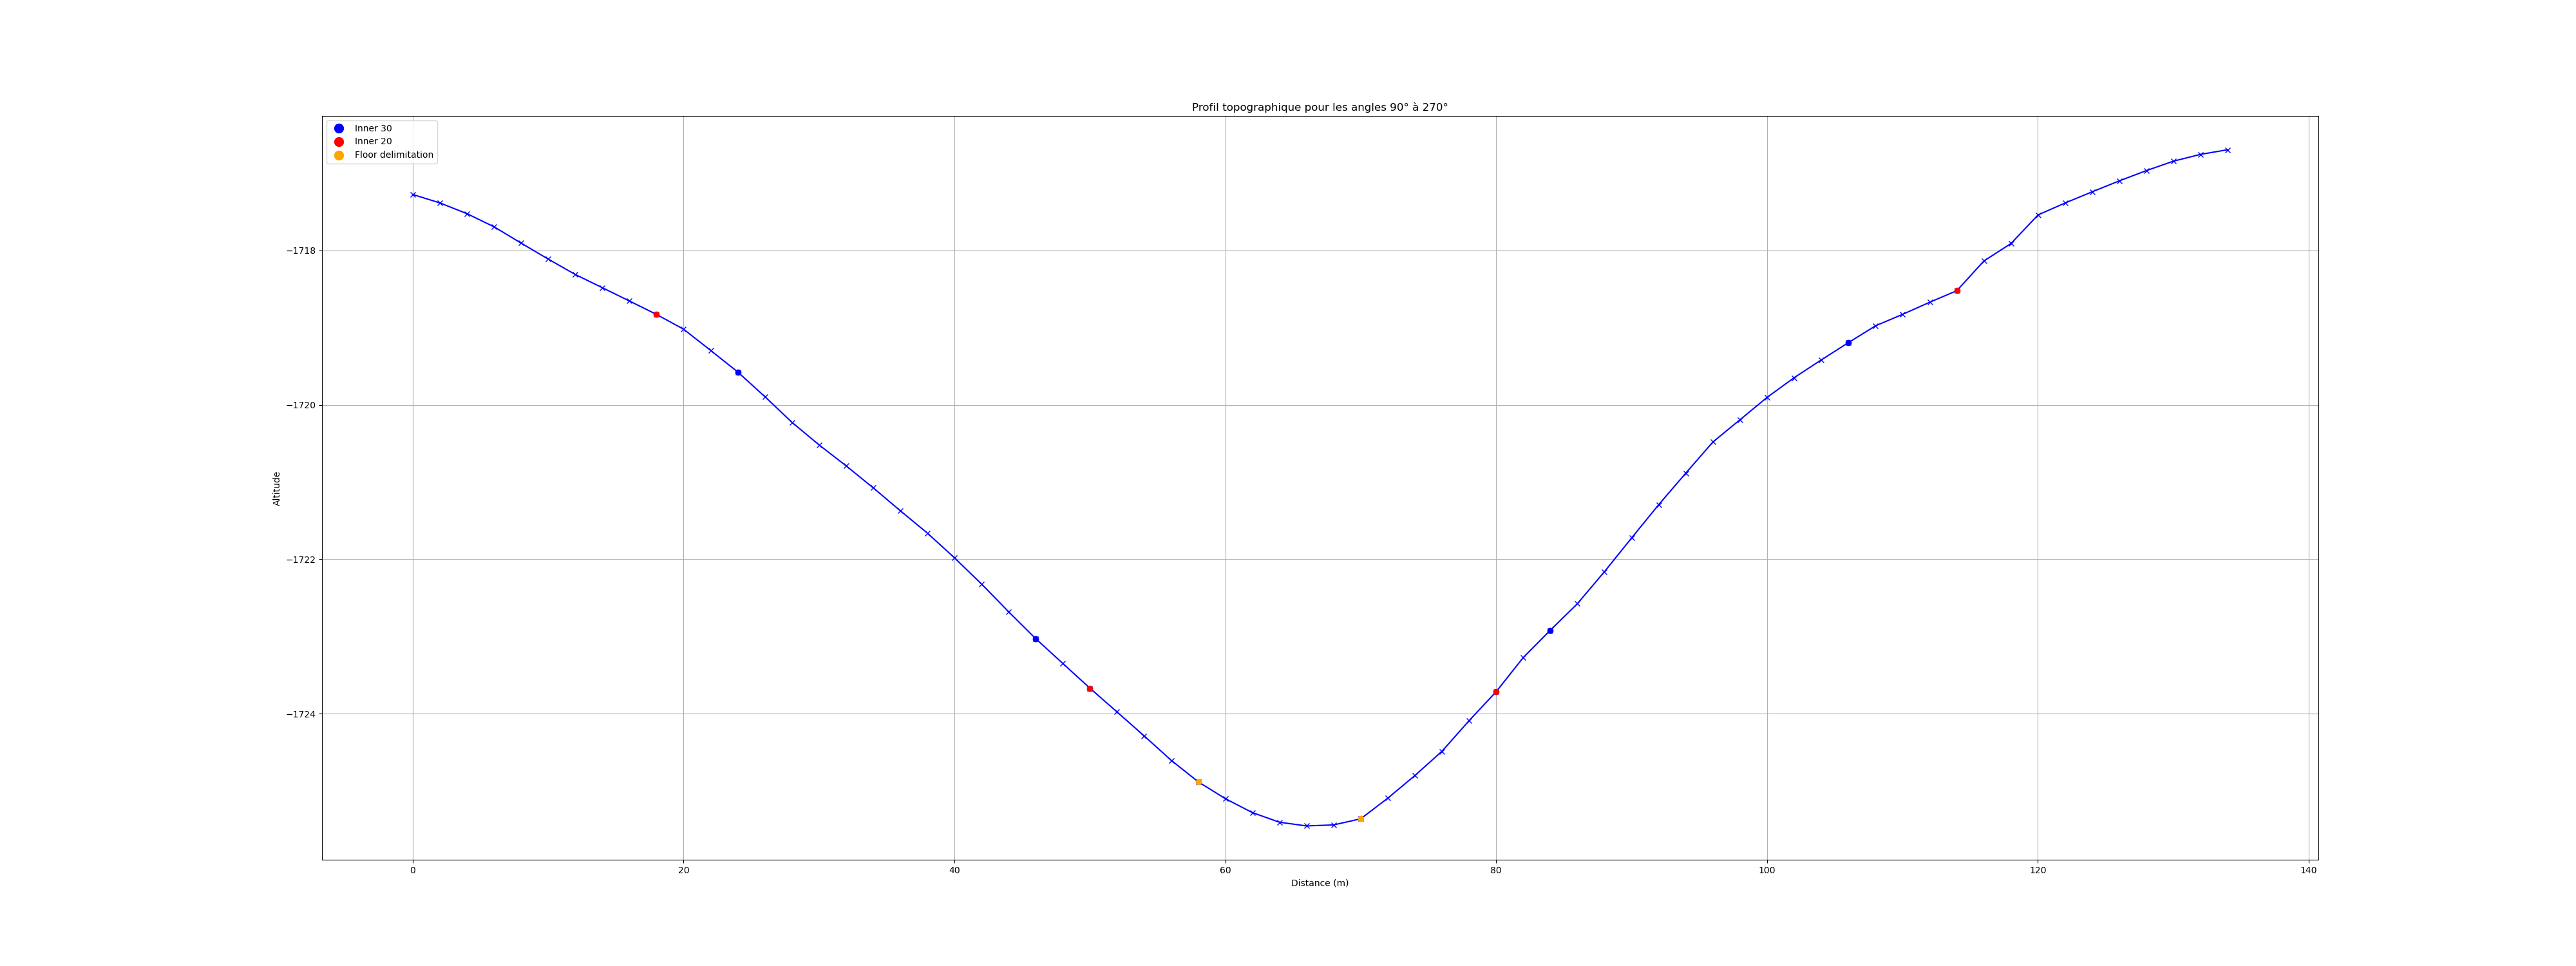 Profil topographique pour les angles 90° à 270°
Inner 30
Inner 20
Floor delimitation
−1718
−1720
−1722
−1724
Altitude
0 20 40 60 80 100 120 140
Distance (m)